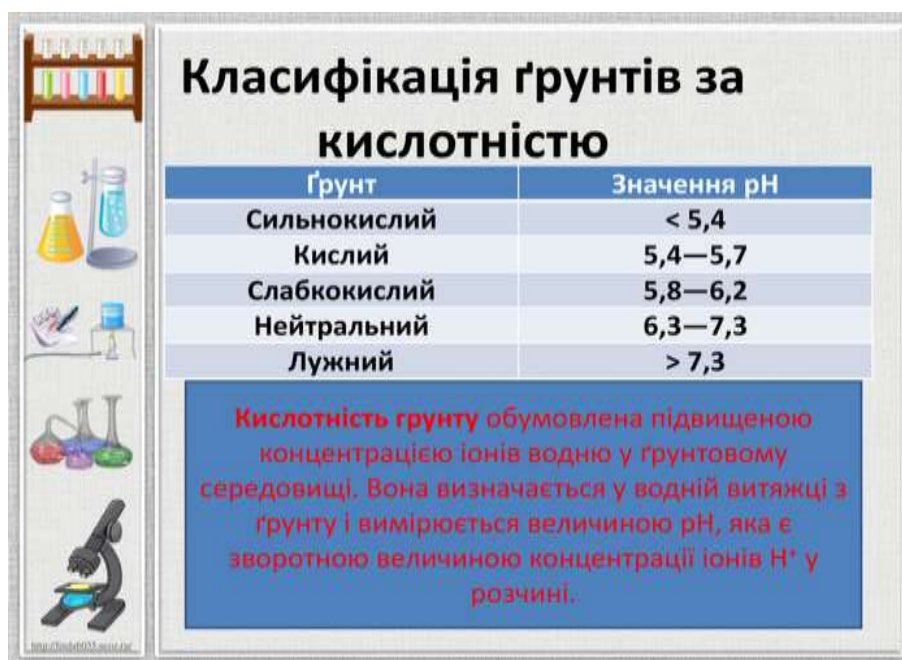 Класифікація ґрунтів за
кислотністю
Ґрунт Значення pH
Сильнокислий < 5,4
Кислий 5,4—5,7
Слабкокислий 5,8—6,2
Нейтральний 6,3—7,3
Лужний > 7,3
Кислотність грунту обумовлена підвищеною
концентрацією іонів водню у ґрунтовому
середовищі. Вона визначається у водній витяжці з
ґрунту і вимірюється величиною pH, яка є
зворотною величиною концентрації іонів H⁺ у
розчині.